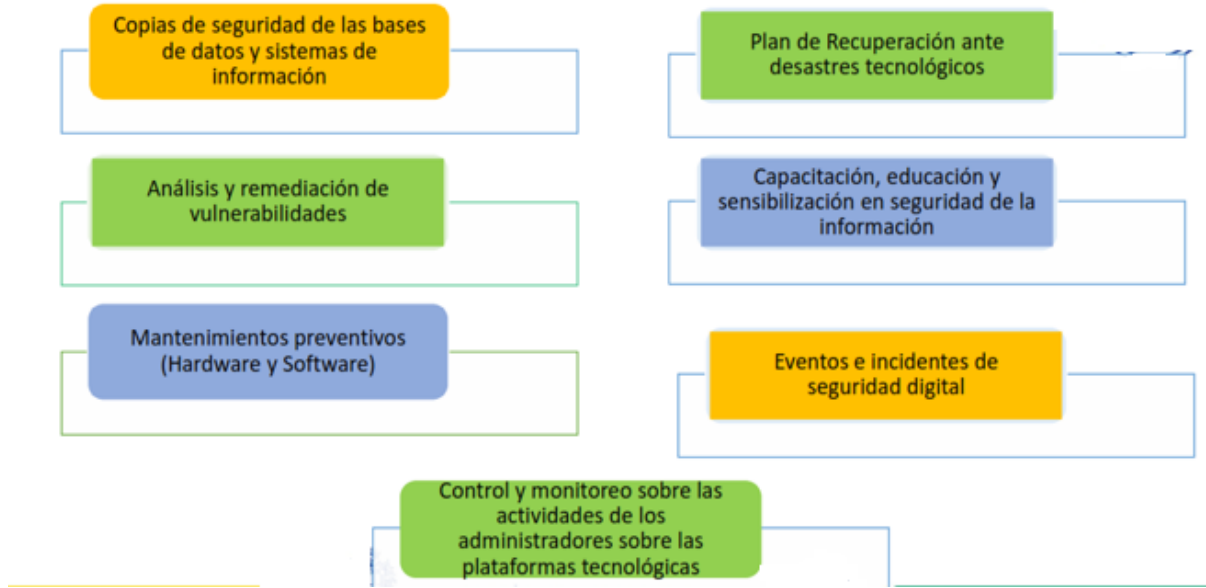 Copias de seguridad de las bases
de datos y sistemas de
información
Plan de Recuperación ante
desastres tecnológicos
Análisis y remediación de
vulnerabilidades
Capacitación, educación y
sensibilización en seguridad de la
información
Mantenimientos preventivos
(Hardware y Software)
Eventos e incidentes de
seguridad digital
Control y monitoreo sobre las
actividades de los
administradores sobre las
plataformas tecnológicas